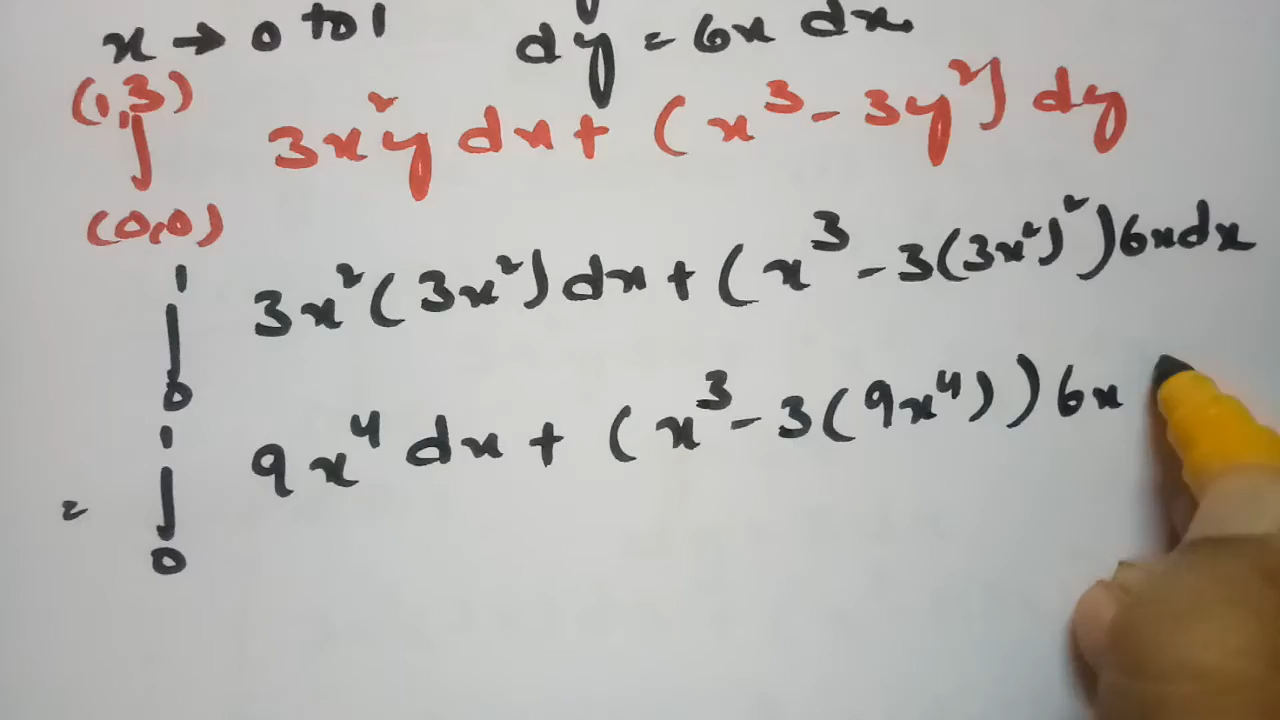 x → 0 to 1 dy = 6x dx
(1,3)
∫ 3x²y dx + (x³ - 3y²) dy
(0,0)
1
∫ 3x²(3x²) dx + (x³ - 3(3x²)²) 6x dx
0
1
= ∫ 9x⁴ dx + (x³ - 3(9x⁴)) 6x
0